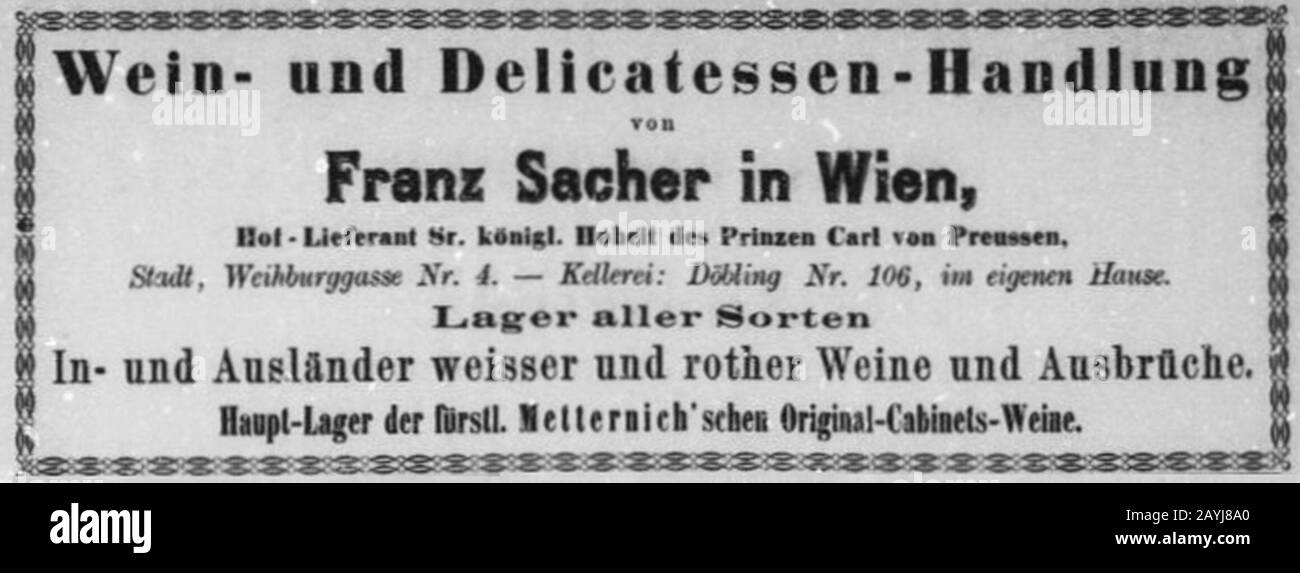 Wein- und Delicatessen-Handlung
von
Franz Sacher in Wien,
Hof-Lieferant Sr. königl. Hoheit des Prinzen Carl von Preussen,
Stadt, Weihburggasse Nr. 4. — Kellerei: Döbling Nr. 106, im eigenen Hause.
Lager aller Sorten
In- und Ausländer weisser und rother Weine und Ausbrüche.
Haupt-Lager der fürstl. Metternich'schen Original-Cabinets-Weine.
alamy
Image ID: 2AYJ8A0
www.alamy.com